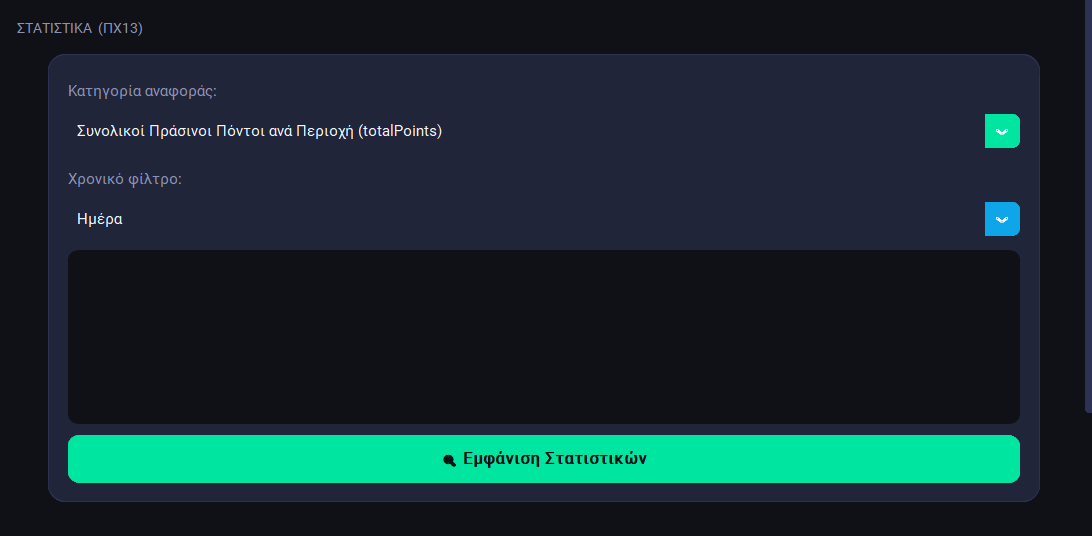 ΣΤΑΤΙΣΤΙΚΑ (ΠΧ13)
Κατηγορία αναφοράς:
Συνολικοί Πράσινοι Πόντοι ανά Περιοχή (totalPoints)
Χρονικό φίλτρο:
Ημέρα
Εμφάνιση Στατιστικών